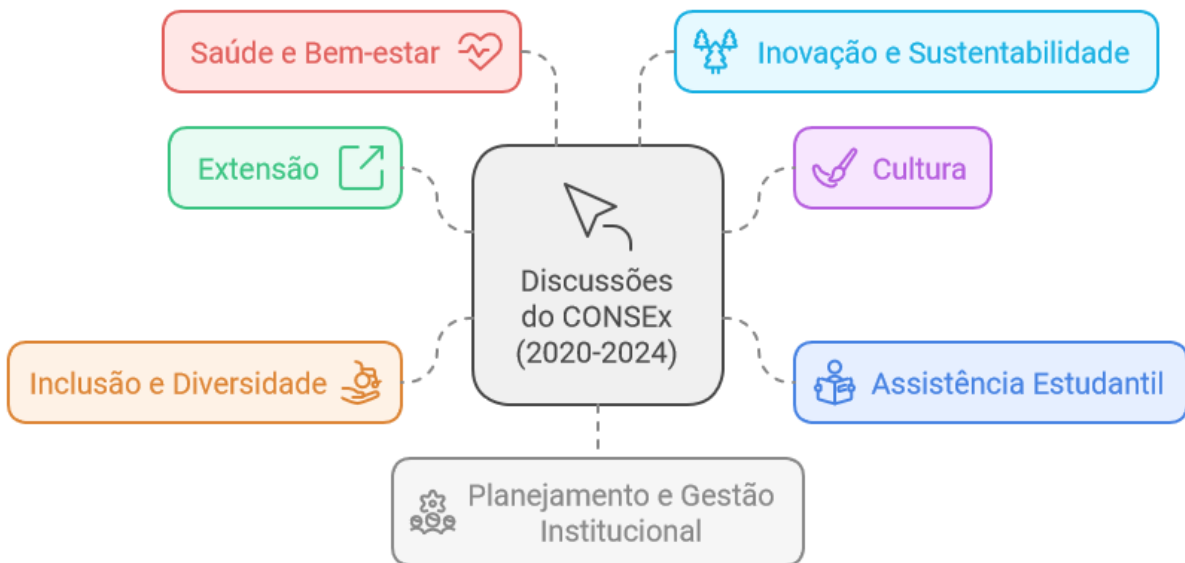 Saúde e Bem-estar
Inovação e Sustentabilidade
Extensão
Cultura
Discussões
do CONSEx
(2020-2024)
Inclusão e Diversidade
Assistência Estudantil
Planejamento e Gestão
Institucional